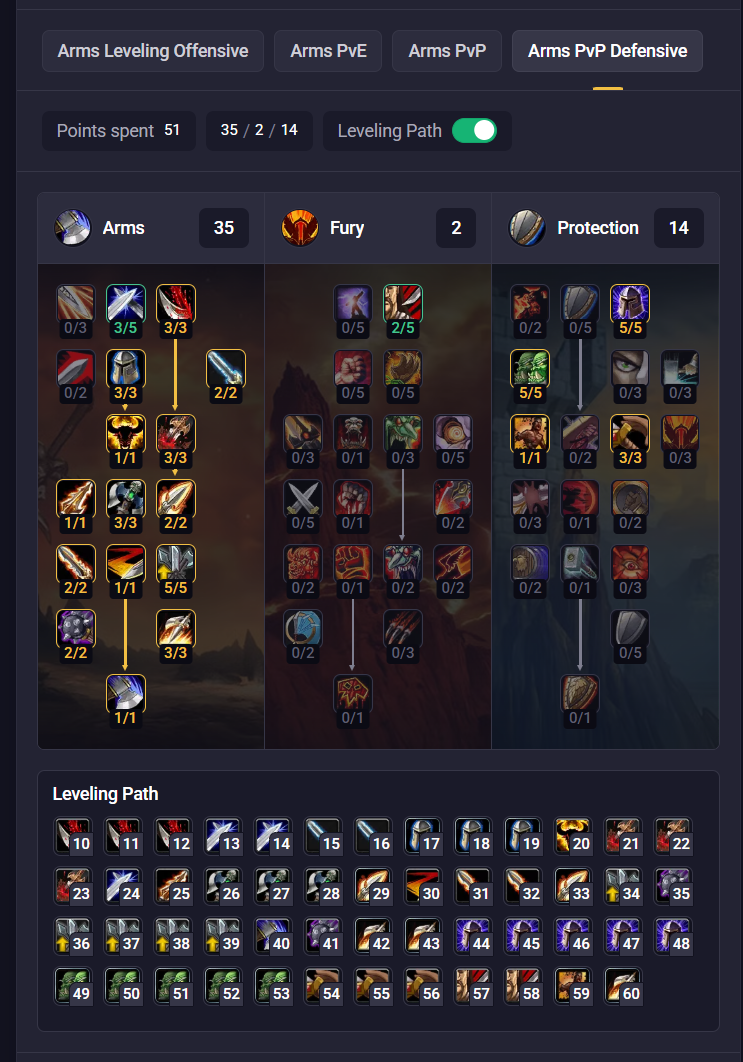 Arms Leveling Offensive Arms PvE Arms PvP Arms PvP Defensive
Points spent 51 35 / 2 / 14 Leveling Path
Arms 35 Fury 2 Protection 14
0/3 3/5 3/3 0/5 2/5 0/2 0/5 5/5
0/2 3/3 2/2 0/5 0/5 5/5 0/3 0/3
1/1 3/3 0/3 0/1 0/3 0/5 1/1 0/2 3/3 0/3
1/1 3/3 2/2 0/5 0/1 0/2 0/3 0/1 0/2
2/2 1/1 5/5 0/2 0/1 0/2 0/2 0/2 0/1 0/3
2/2 3/3 0/2 0/3 0/5
1/1 0/1 0/1
Leveling Path
10 11 12 13 14 15 16 17 18 19 20 21 22
23 24 25 26 27 28 29 30 31 32 33 34 35
36 37 38 39 40 41 42 43 44 45 46 47 48
49 50 51 52 53 54 55 56 57 58 59 60